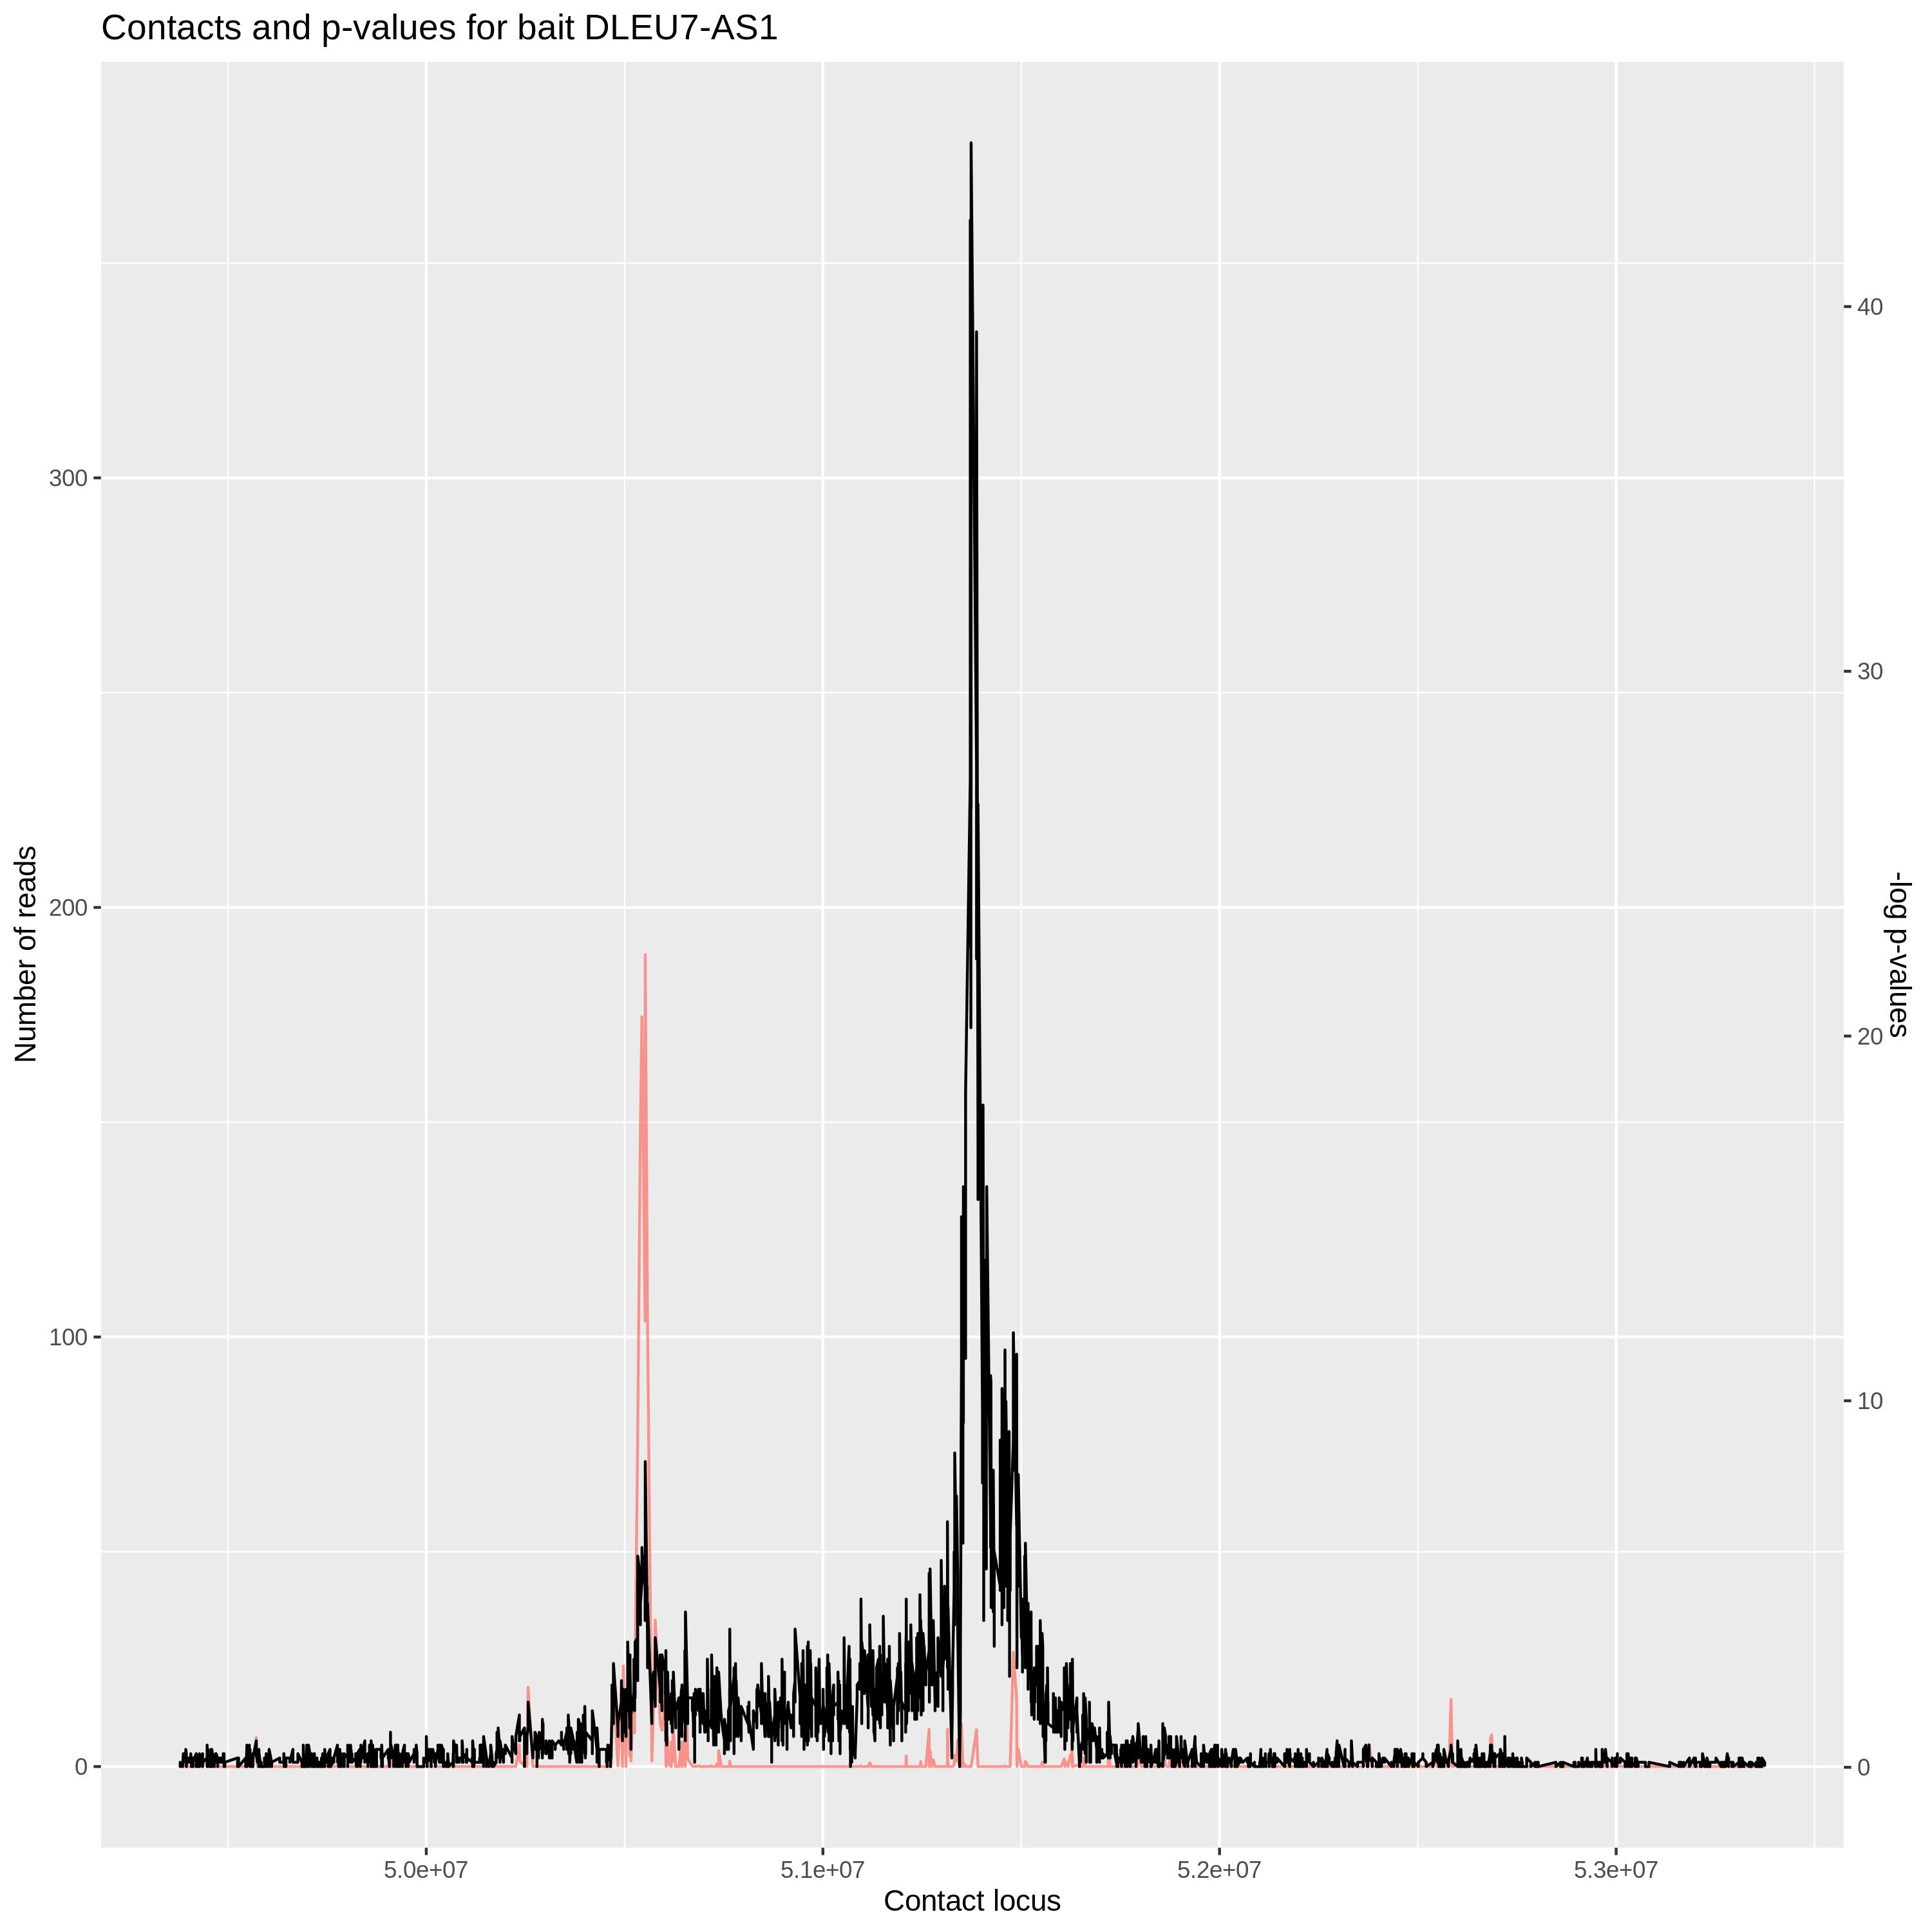 Contacts and p-values for bait DLEU7-AS1
Number of reads
300
200
100
0
40
30
20
10
0
-log p-values
5.0e+07 5.1e+07 5.2e+07 5.3e+07
Contact locus